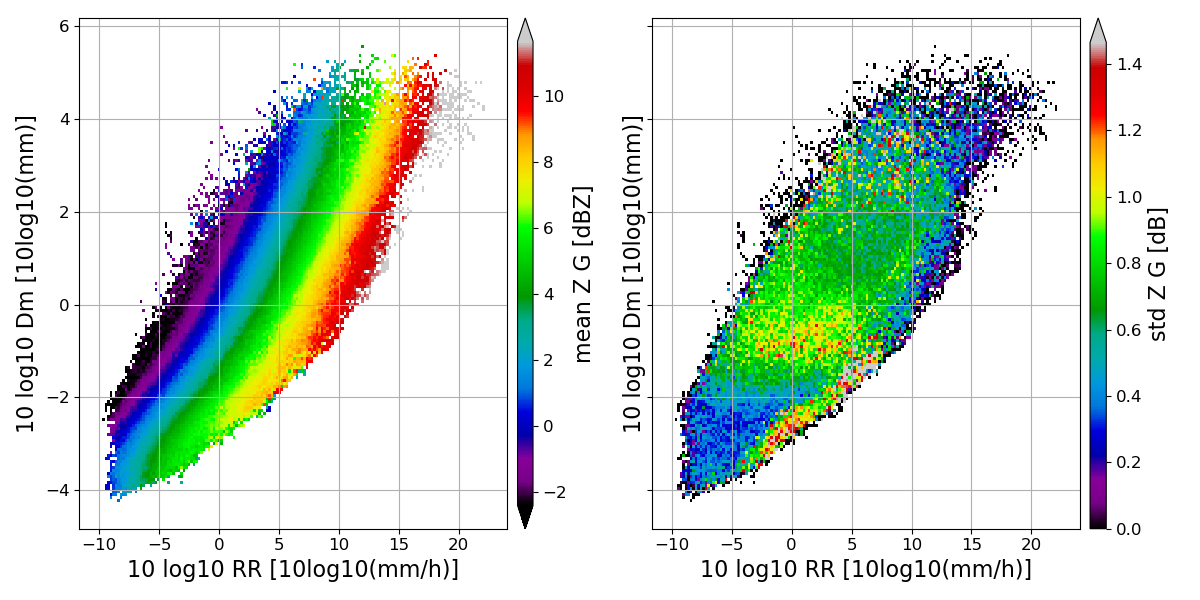 6
4
2
0
−2
−4
10 log10 Dm [10log10(mm)]
−10 −5 0 5 10 15 20
10 log10 RR [10log10(mm/h)]
10
8
6
4
2
0
−2
mean Z G [dBZ]
10 log10 Dm [10log10(mm)]
−10 −5 0 5 10 15 20
10 log10 RR [10log10(mm/h)]
1.4
1.2
1.0
0.8
0.6
0.4
0.2
0.0
std Z G [dB]